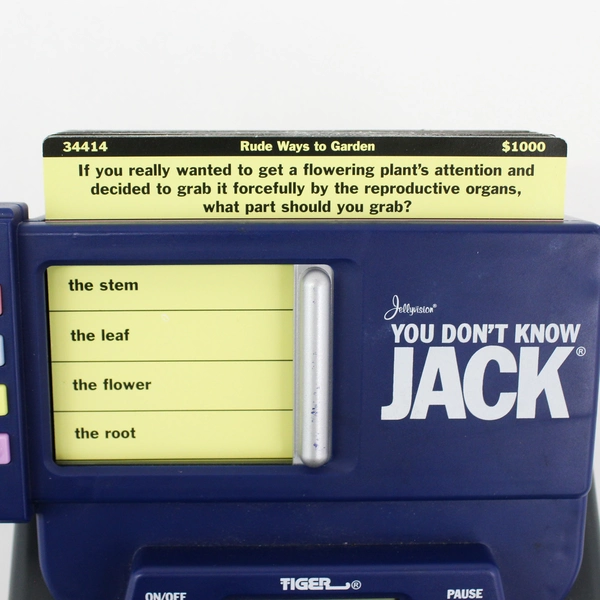 34414 Rude Ways to Garden $1000
If you really wanted to get a flowering plant's attention and
decided to grab it forcefully by the reproductive organs,
what part should you grab?
the stem
the leaf
the flower
the root
Jellyvision®
YOU DON'T KNOW
JACK®
TIGER®
ON/OFF
PAUSE